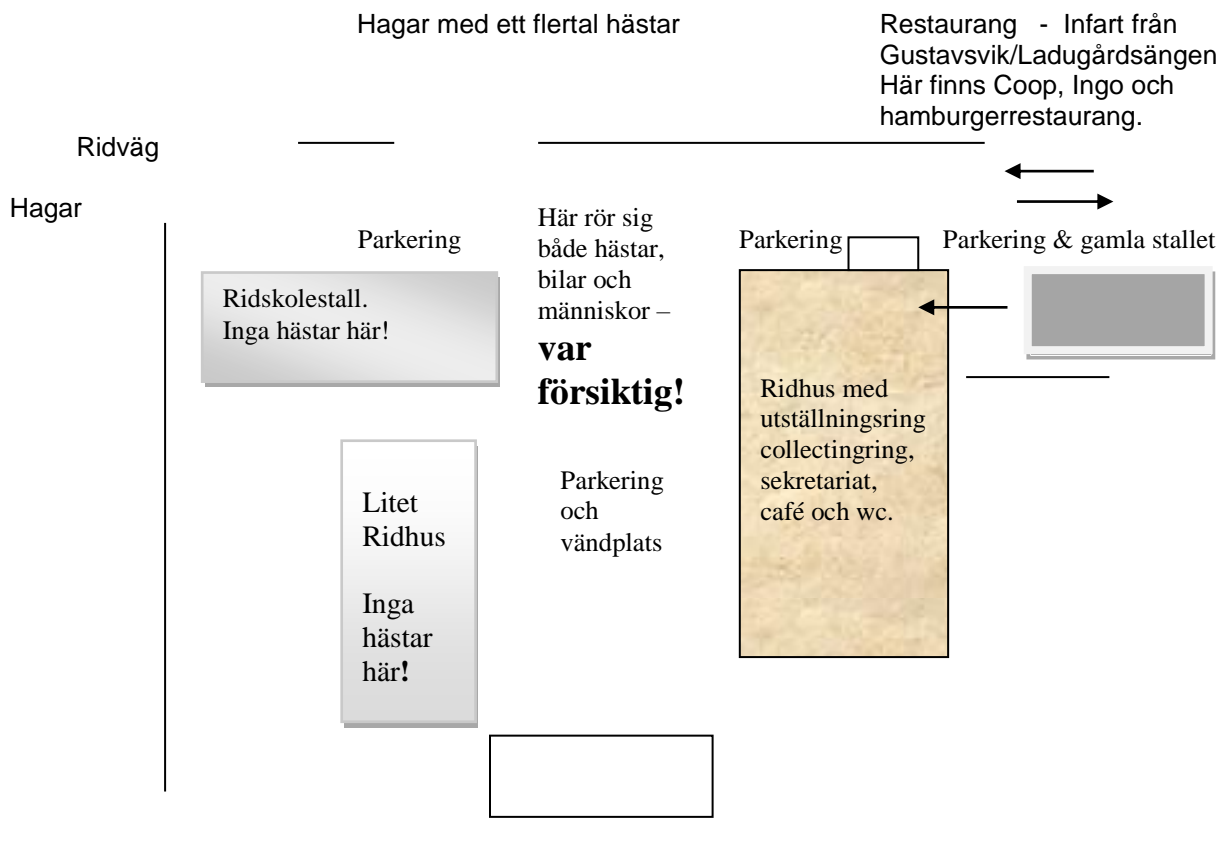 Hagar med ett flertal hästar
Restaurang - Infart från
Gustavsvik/Ladugårdsängen
Här finns Coop, Ingo och
hamburgerrestaurang.
Ridväg
Hagar
Parkering
Här rör sig
både hästar,
bilar och
människor –
var
försiktig!
Parkering
Parkering & gamla stallet
Ridskolestall.
Inga hästar här!
Ridhus med
utställningsring
collectingring,
sekretariat,
café och wc.
Litet
Ridhus
Inga
hästar
här!
Parkering
och
vändplats